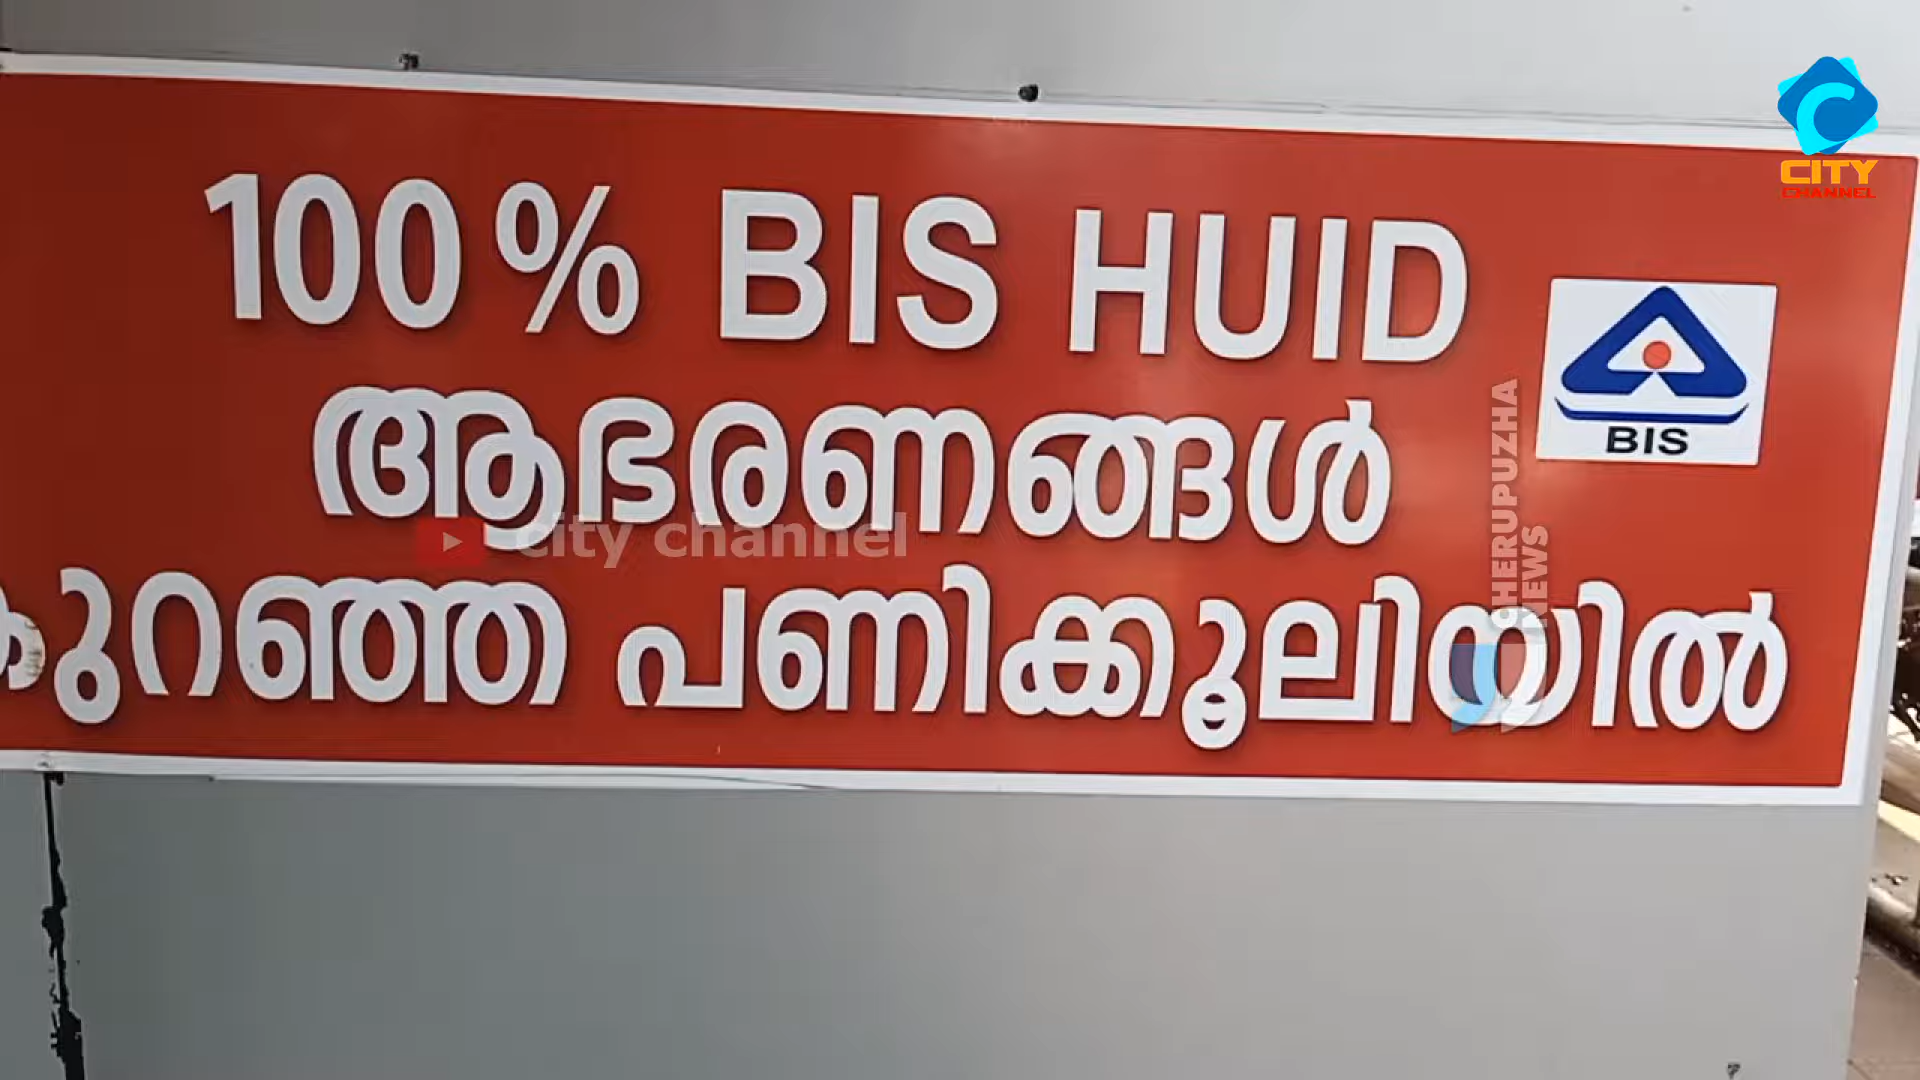 100% BIS HUID
ആഭരണങ്ങൾ
കുറഞ്ഞ പണിക്കൂലിയിൽ
BIS
CITY
CHANNEL
city channel
CHERUPUZHA
NEWS